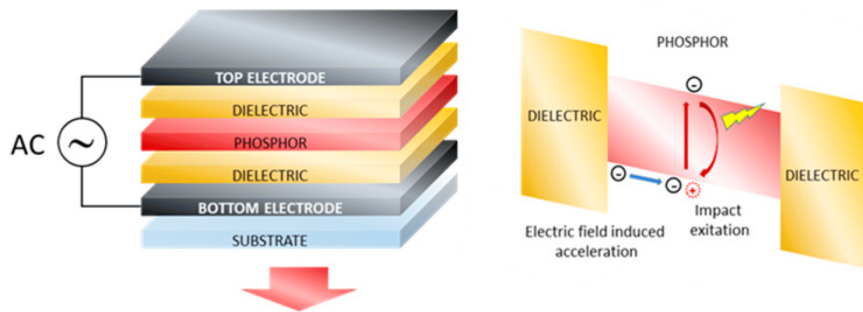 AC
~
TOP ELECTRODE
DIELECTRIC
PHOSPHOR
DIELECTRIC
BOTTOM ELECTRODE
SUBSTRATE
PHOSPHOR
DIELECTRIC
DIELECTRIC
-
-
-
+
Electric field induced
acceleration
Impact
exitation